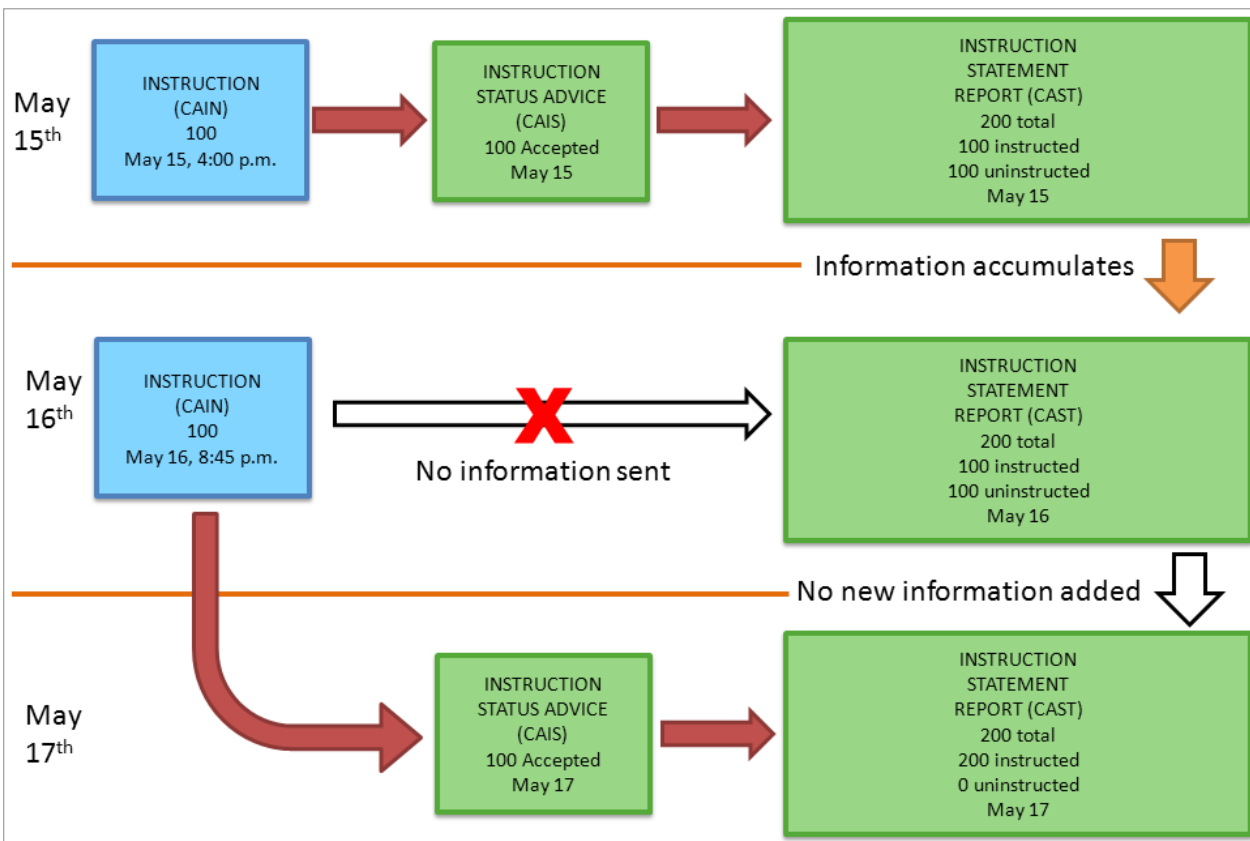 May
15th
INSTRUCTION
(CAIN)
100
May 15, 4:00 p.m.
INSTRUCTION
STATUS ADVICE
(CAIS)
100 Accepted
May 15
INSTRUCTION
STATEMENT
REPORT (CAST)
200 total
100 instructed
100 uninstructed
May 15
Information accumulates
May
16th
INSTRUCTION
(CAIN)
100
May 16, 8:45 p.m.
X
No information sent
INSTRUCTION
STATEMENT
REPORT (CAST)
200 total
100 instructed
100 uninstructed
May 16
No new information added
May
17th
INSTRUCTION
STATUS ADVICE
(CAIS)
100 Accepted
May 17
INSTRUCTION
STATEMENT
REPORT (CAST)
200 total
200 instructed
0 uninstructed
May 17